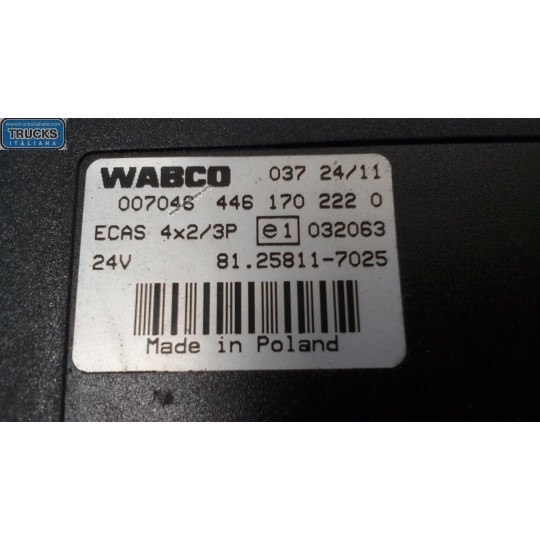 TRUCKS
ITALIANA
WABCO 037 24/11
007046 446 170 222 0
ECAS 4x2/3P e1 032063
24V 81.25811-7025
Made in Poland